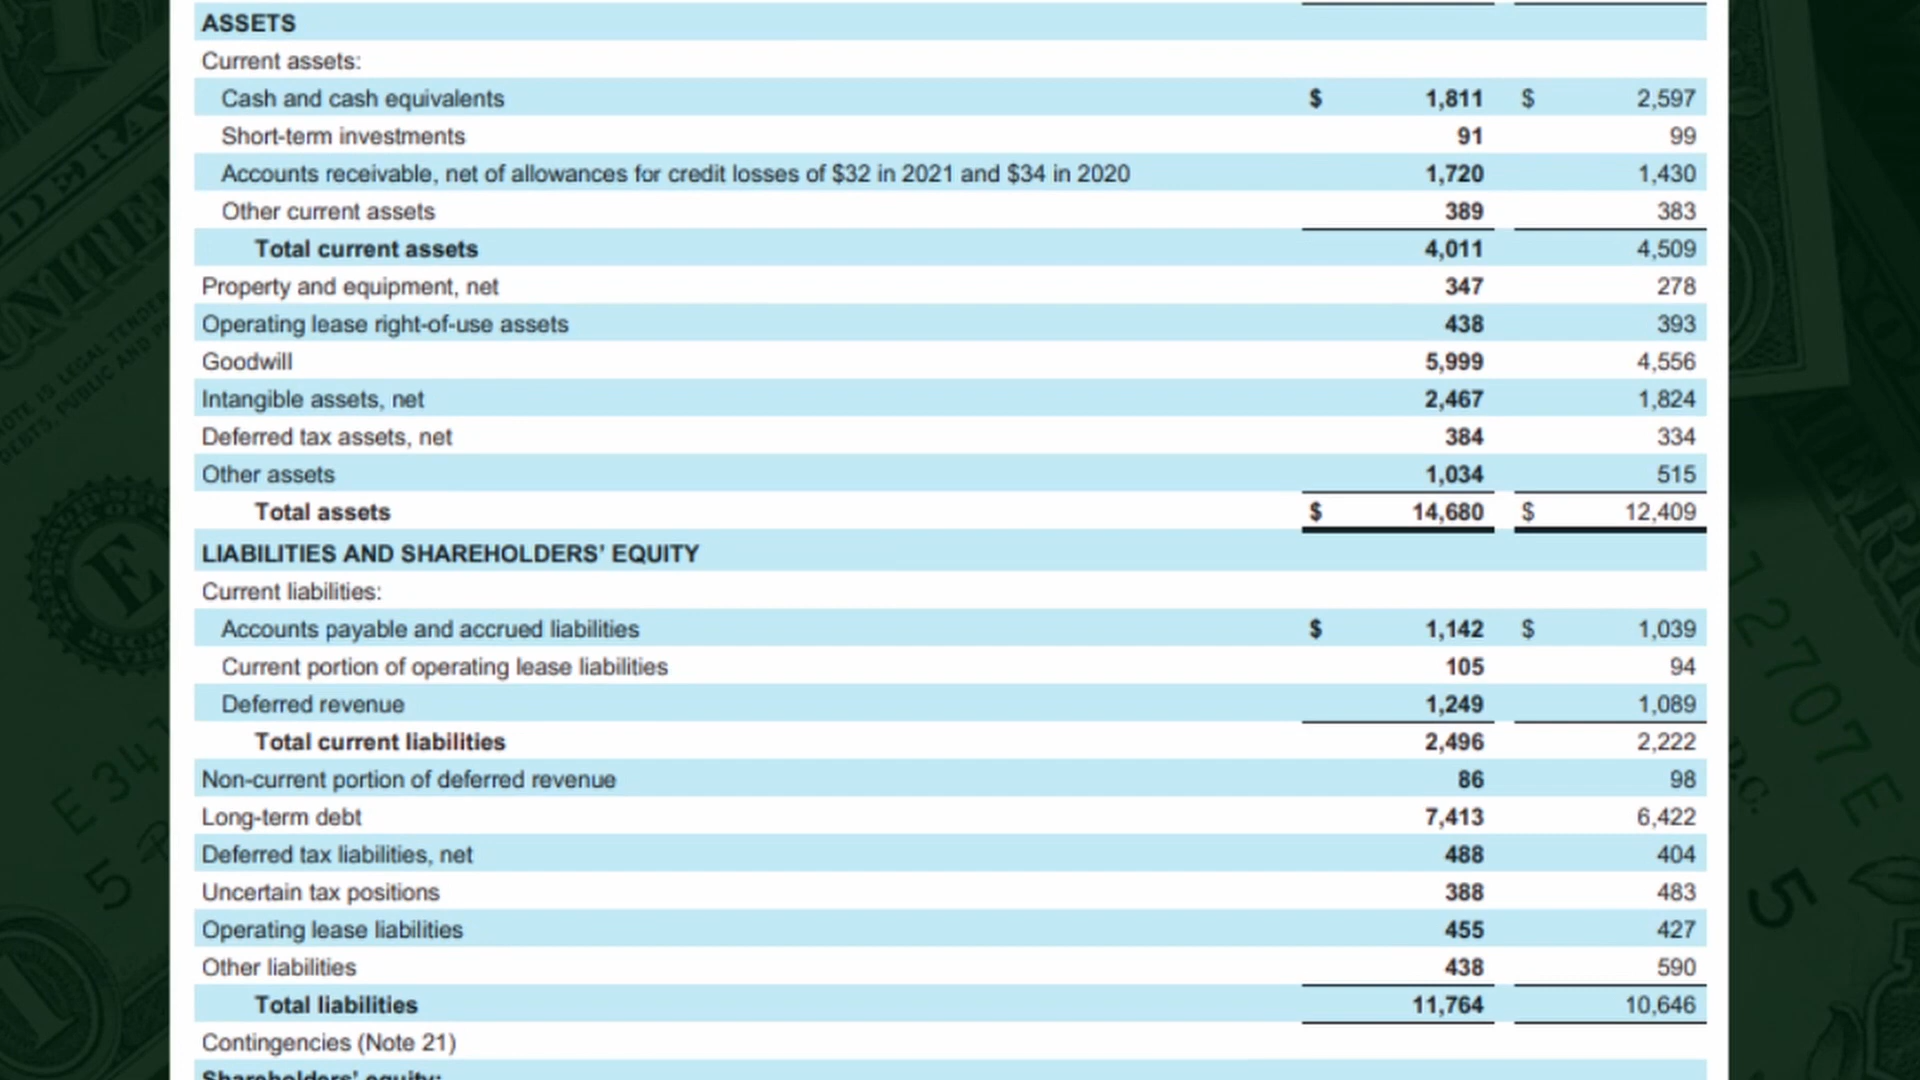 ASSETS
Current assets:
Cash and cash equivalents $ 1,811 $ 2,597
Short-term investments 91 99
Accounts receivable, net of allowances for credit losses of $32 in 2021 and $34 in 2020 1,720 1,430
Other current assets 389 383
Total current assets 4,011 4,509
Property and equipment, net 347 278
Operating lease right-of-use assets 438 393
Goodwill 5,999 4,556
Intangible assets, net 2,467 1,824
Deferred tax assets, net 384 334
Other assets 1,034 515
Total assets $ 14,680 $ 12,409
LIABILITIES AND SHAREHOLDERS' EQUITY
Current liabilities:
Accounts payable and accrued liabilities $ 1,142 $ 1,039
Current portion of operating lease liabilities 105 94
Deferred revenue 1,249 1,089
Total current liabilities 2,496 2,222
Non-current portion of deferred revenue 86 98
Long-term debt 7,413 6,422
Deferred tax liabilities, net 488 404
Uncertain tax positions 388 483
Operating lease liabilities 455 427
Other liabilities 438 590
Total liabilities 11,764 10,646
Contingencies (Note 21)
Shareholders' equity: